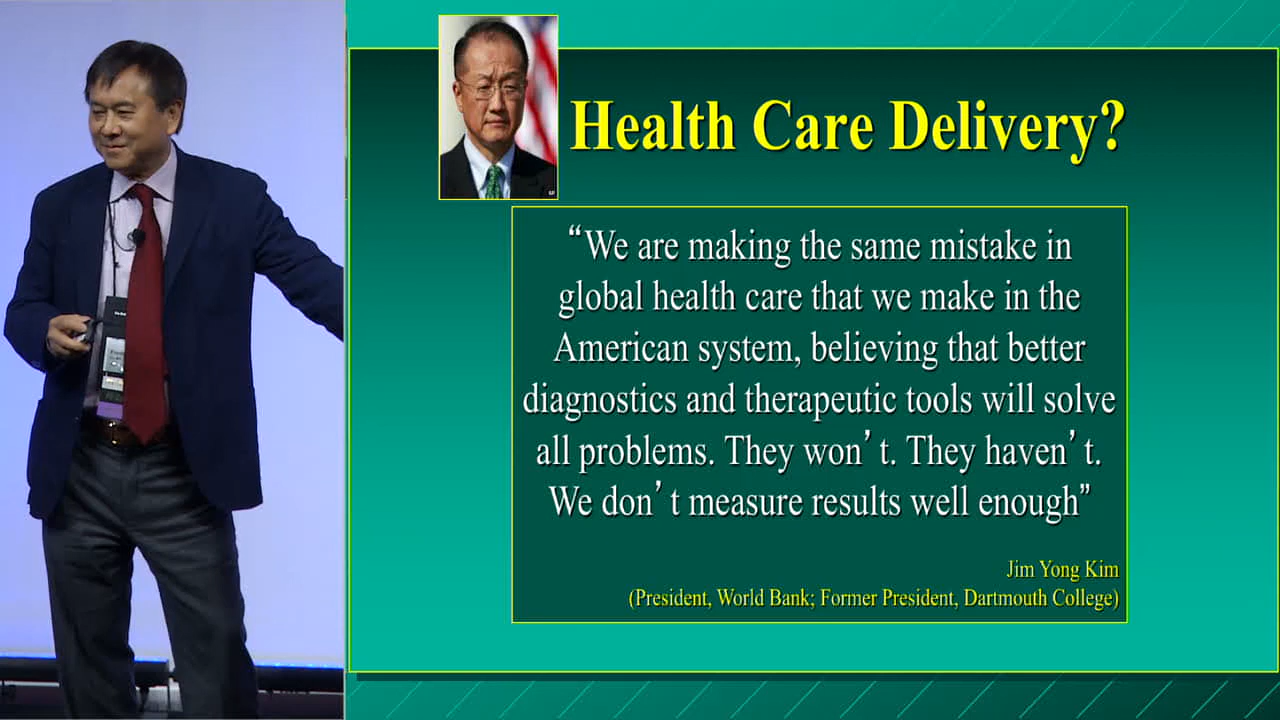 Health Care Delivery?
“We are making the same mistake in
global health care that we make in the
American system, believing that better
diagnostics and therapeutic tools will solve
all problems. They won’t. They haven’t.
We don’t measure results well enough”
Jim Yong Kim
(President, World Bank; Former President, Dartmouth College)